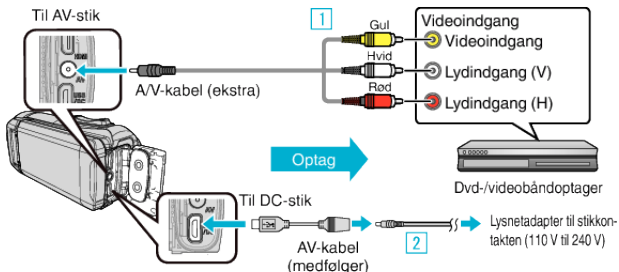 Til AV-stik
1
Gul
Hvid
Rød
Videoindgang
Videoindgang
Lydindgang (V)
Lydindgang (H)
A/V-kabel (ekstra)
AV
Optag
Dvd-/videobåndoptager
Til DC-stik
AV-kabel
(medfølger)
2
Lysnetadapter til stikkon-
takten (110 V til 240 V)